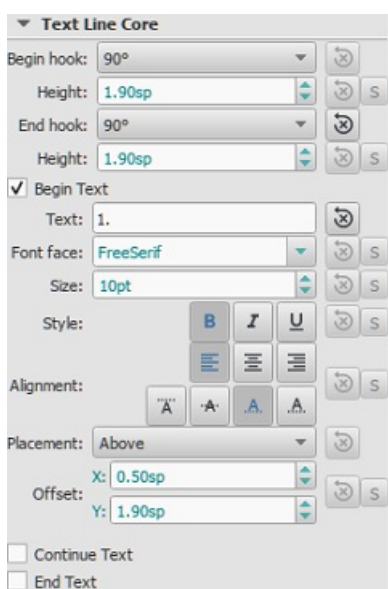 Text Line Core
Begin hook: 90°
Height: 1.90sp S
End hook: 90°
Height: 1.90sp S
Begin Text
Text: 1.
Font face: FreeSerif S
Size: 10pt S
Style: B I U S
Alignment: S
A A A A
Placement: Above
Offset: X: 0.50sp S
Y: 1.90sp
Continue Text
End Text